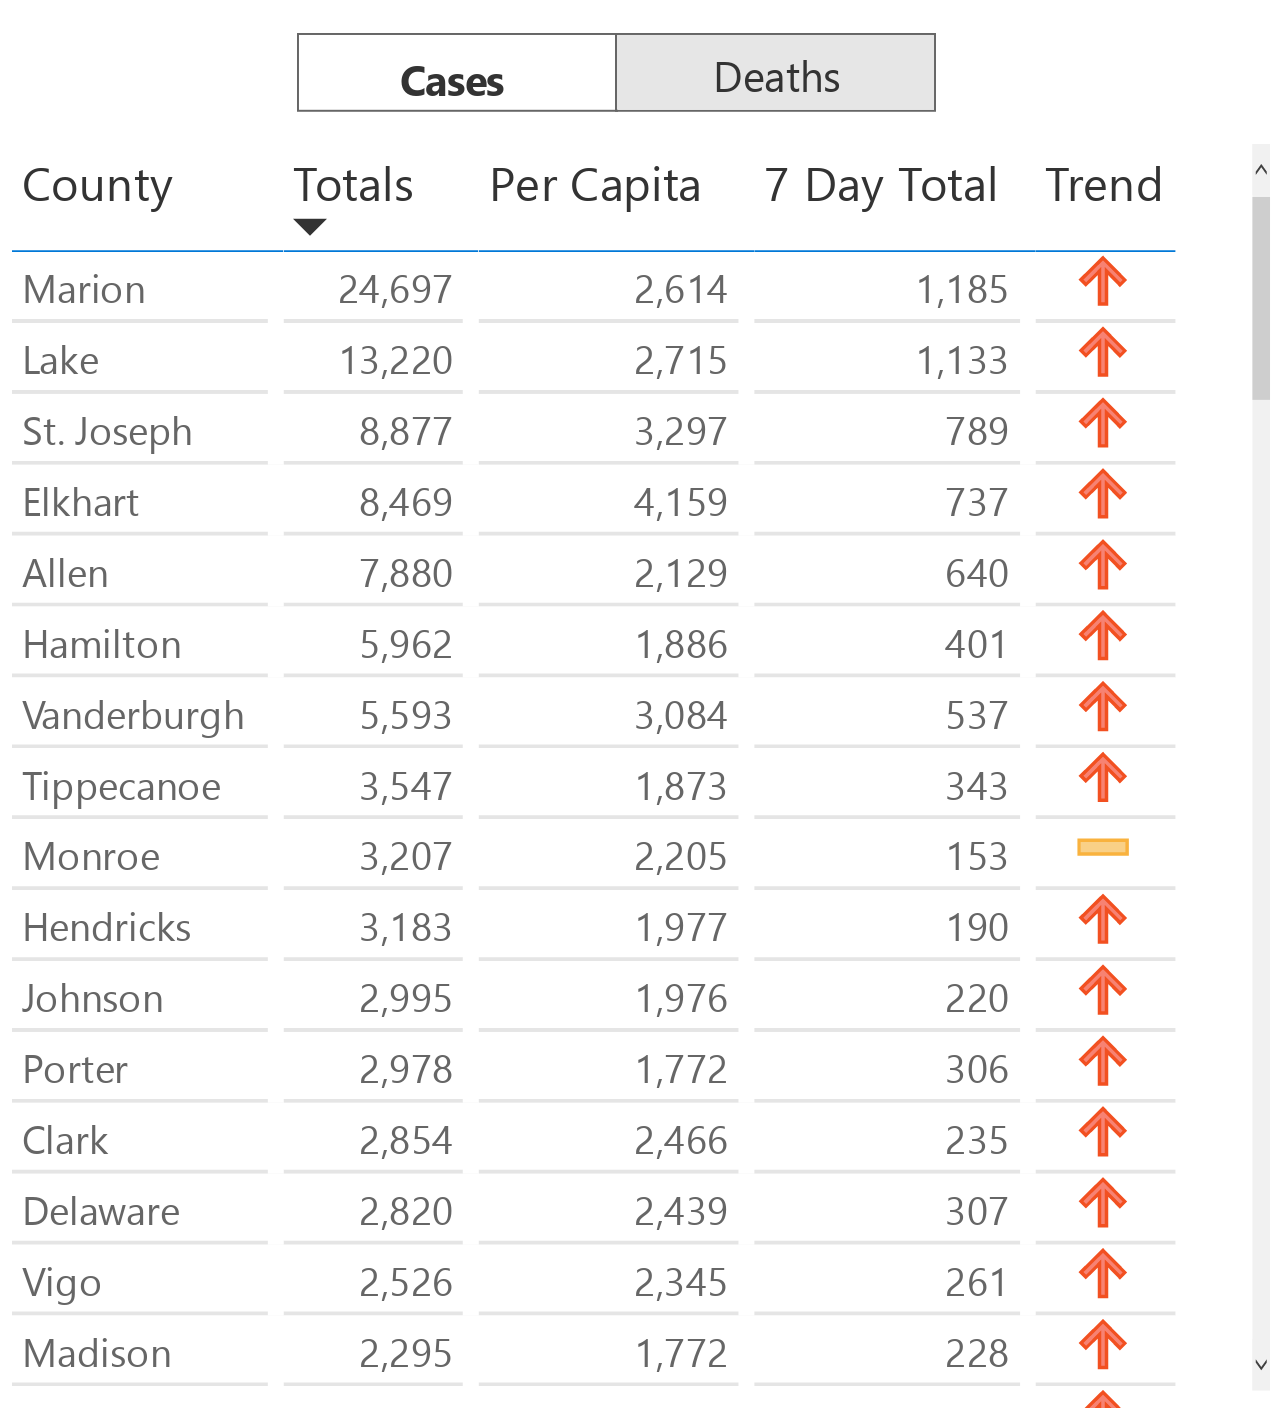 Cases Deaths
County Totals Per Capita 7 Day Total Trend
Marion 24,697 2,614 1,185
Lake 13,220 2,715 1,133
St. Joseph 8,877 3,297 789
Elkhart 8,469 4,159 737
Allen 7,880 2,129 640
Hamilton 5,962 1,886 401
Vanderburgh 5,593 3,084 537
Tippecanoe 3,547 1,873 343
Monroe 3,207 2,205 153
Hendricks 3,183 1,977 190
Johnson 2,995 1,976 220
Porter 2,978 1,772 306
Clark 2,854 2,466 235
Delaware 2,820 2,439 307
Vigo 2,526 2,345 261
Madison 2,295 1,772 228